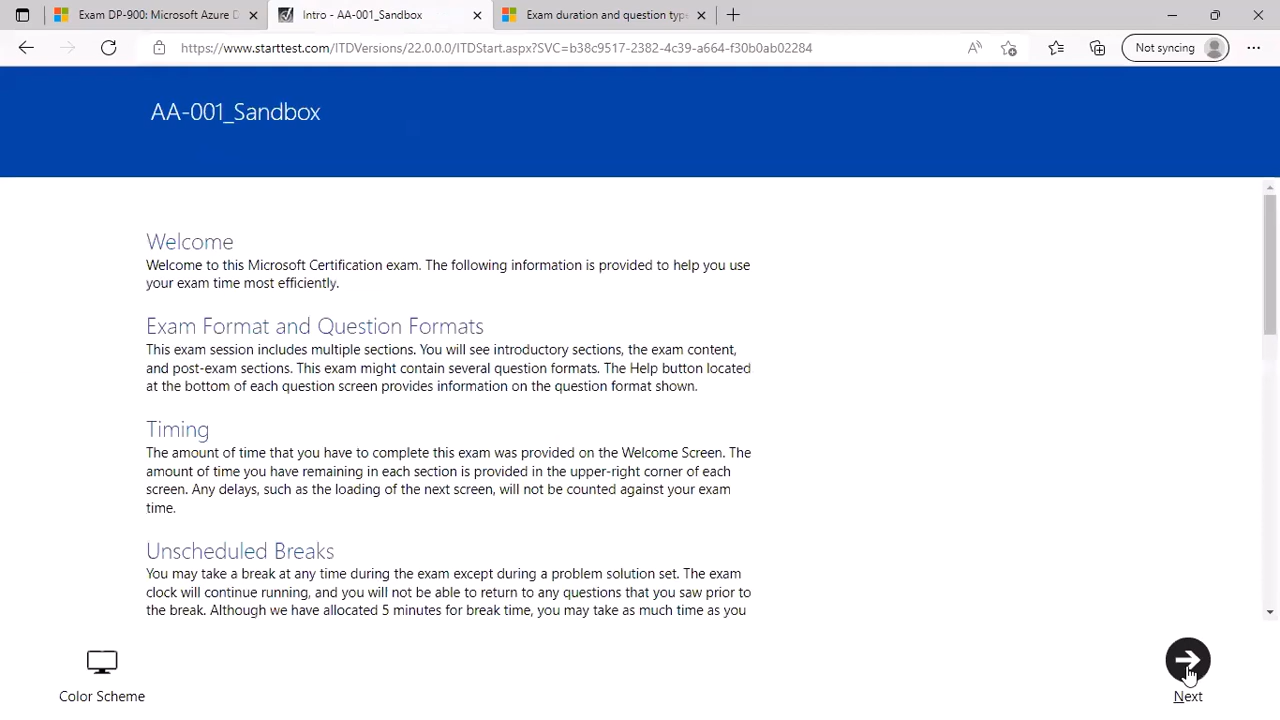 Exam DP-900: Microsoft Azure D
Intro - AA-001_Sandbox
Exam duration and question type
https://www.starttest.com/ITDVersions/22.0.0.0/ITDStart.aspx?SVC=b38c9517-2382-4c39-a664-f30b0ab02284
Not syncing
AA-001_Sandbox
Welcome
Welcome to this Microsoft Certification exam. The following information is provided to help you use
your exam time most efficiently.
Exam Format and Question Formats
This exam session includes multiple sections. You will see introductory sections, the exam content,
and post-exam sections. This exam might contain several question formats. The Help button located
at the bottom of each question screen provides information on the question format shown.
Timing
The amount of time that you have to complete this exam was provided on the Welcome Screen. The
amount of time you have remaining in each section is provided in the upper-right corner of each
screen. Any delays, such as the loading of the next screen, will not be counted against your exam
time.
Unscheduled Breaks
You may take a break at any time during the exam except during a problem solution set. The exam
clock will continue running, and you will not be able to return to any questions that you saw prior to
the break. Although we have allocated 5 minutes for break time, you may take as much time as you
Color Scheme
Next